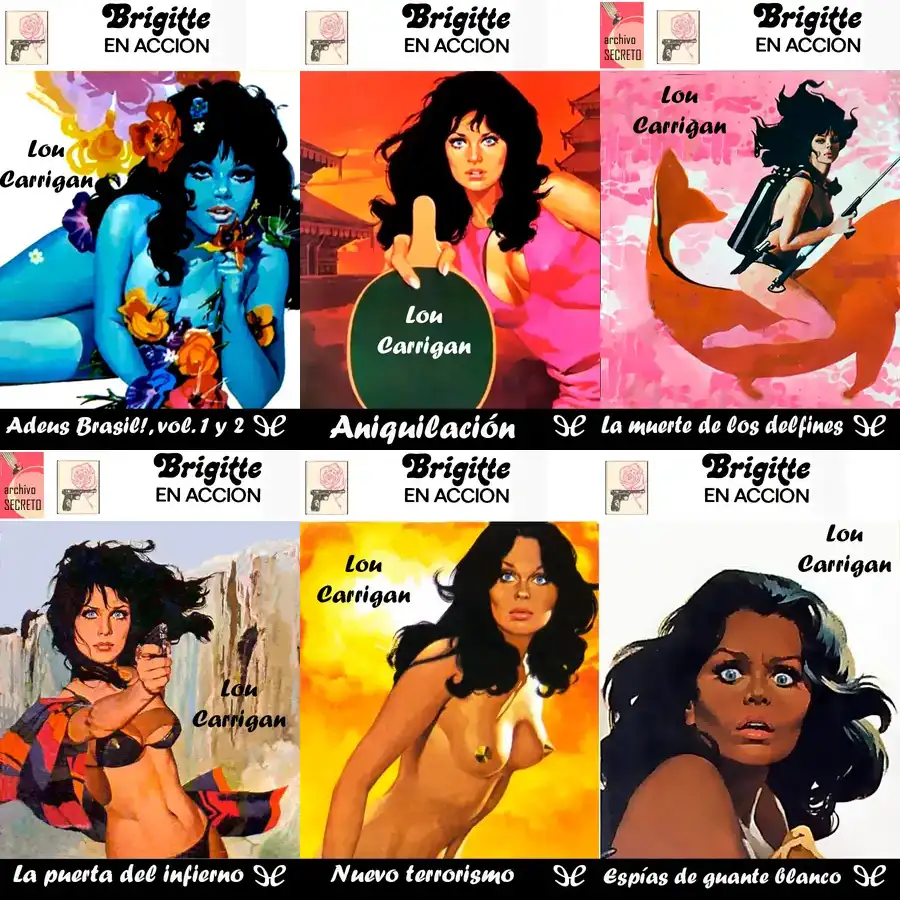 Brigitte
EN ACCION
Lou
Carrigan
Adeus Brasil!, vol. 1 y 2
Brigitte
EN ACCION
Lou
Carrigan
Aniquilación
archivo
SECRETO
Brigitte
EN ACCION
Lou
Carrigan
La muerte de los delfines
archivo
SECRETO
Brigitte
EN ACCION
Lou
Carrigan
La puerta del infierno
Brigitte
EN ACCION
Lou
Carrigan
Nuevo terrorismo
Brigitte
EN ACCION
Lou
Carrigan
Espías de guante blanco